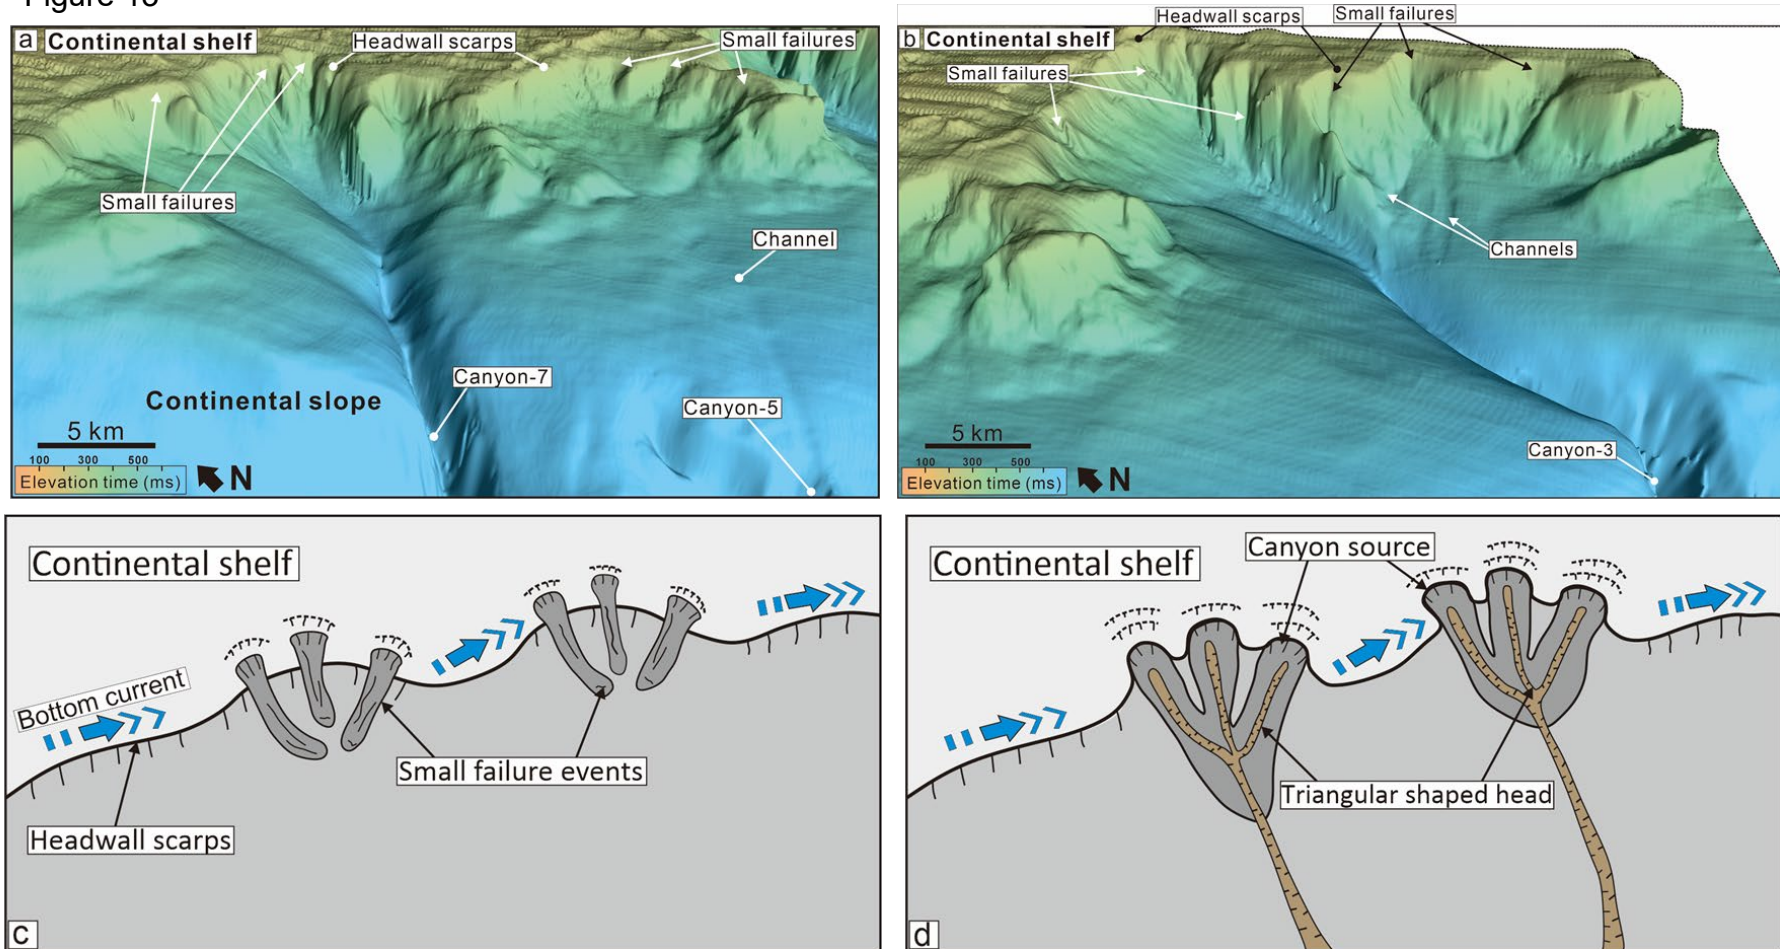 a Continental shelf
Headwall scarps
Small failures
Small failures
Channel
Canyon-7
Continental slope
Canyon-5
5 km
100 300 500
Elevation time (ms)
N
b Continental shelf
Headwall scarps
Small failures
Small failures
Channels
Canyon-3
5 km
100 300 500
Elevation time (ms)
N
Continental shelf
Bottom current
Small failure events
Headwall scarps
c
Continental shelf
Canyon source
Triangular shaped head
d